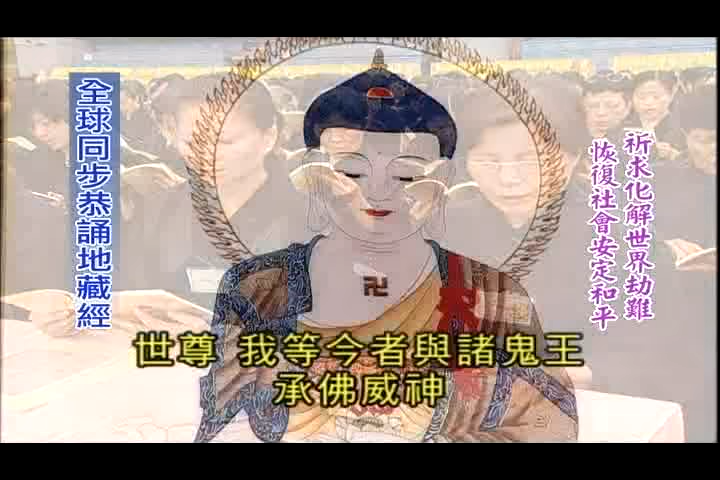 全球同步恭誦地藏經
祈求化解世界劫難
恢復社會安定和平
世尊 我等今者與諸鬼王
承佛威神